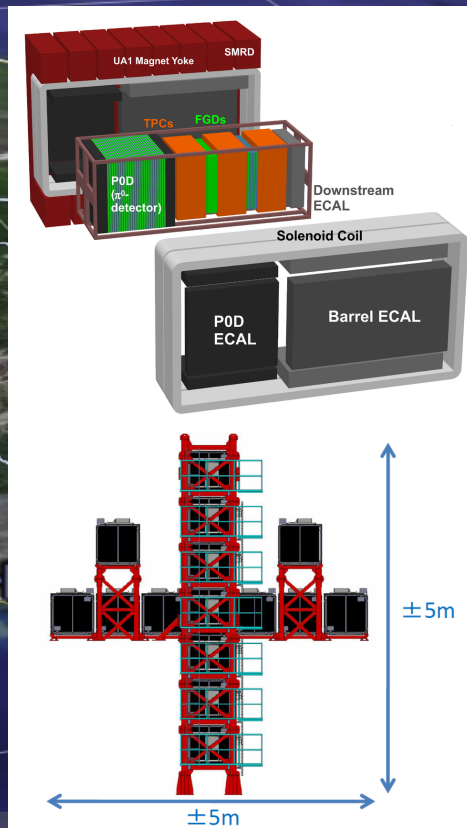 SMRD
UA1 Magnet Yoke
TPCs
FGDs
P0D
(π⁰-
detector)
Downstream
ECAL
Solenoid Coil
P0D
ECAL
Barrel ECAL
±5m
±5m